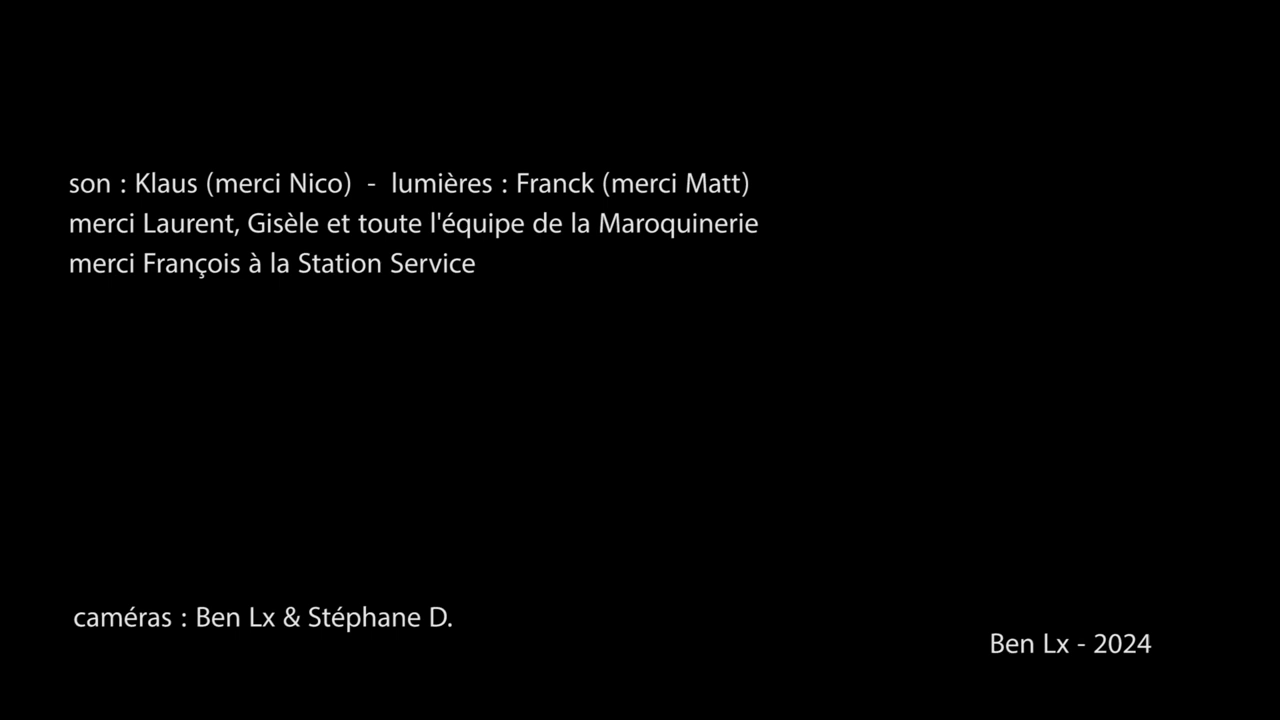 son : Klaus (merci Nico)  -  lumières : Franck (merci Matt)
merci Laurent, Gisèle et toute l'équipe de la Maroquinerie
merci François à la Station Service
caméras : Ben Lx & Stéphane D.
Ben Lx - 2024